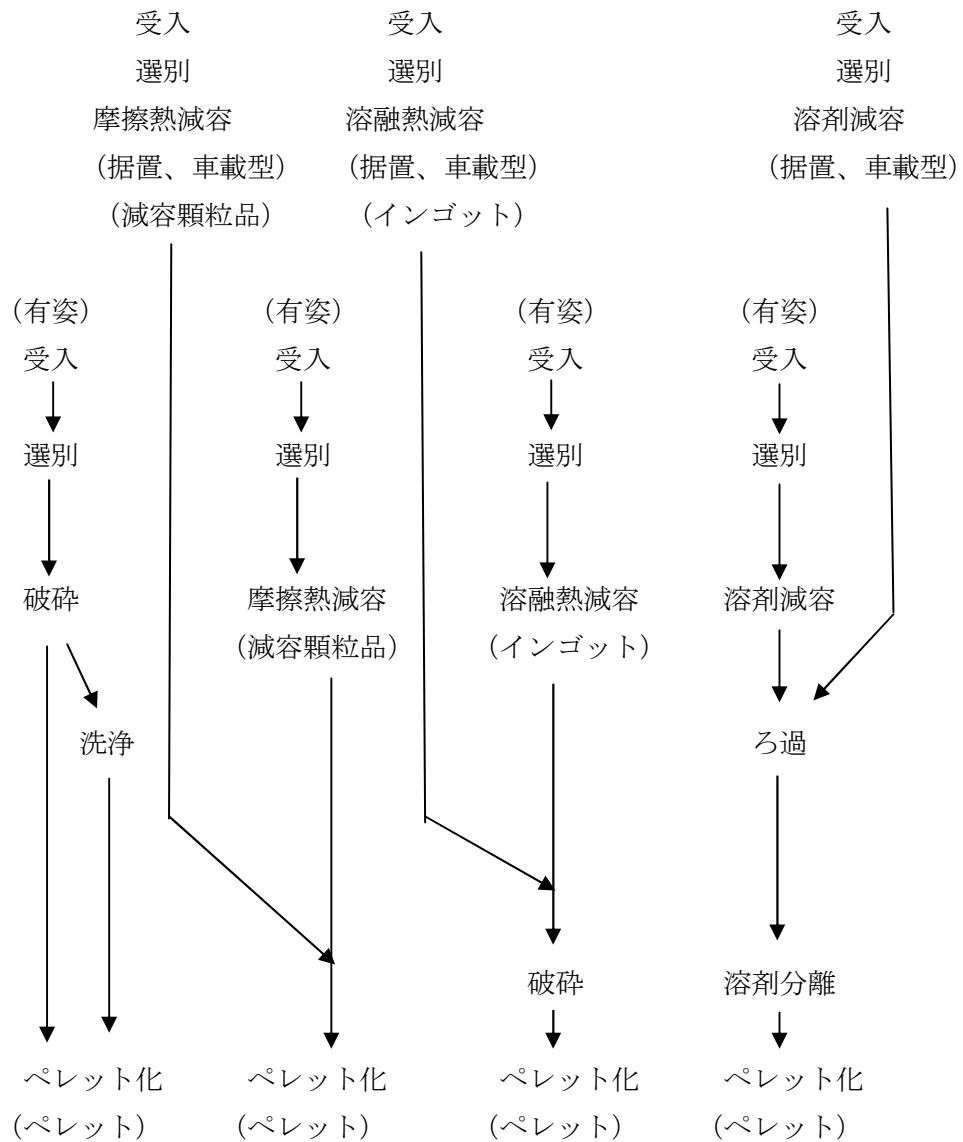 受入 受入 受入
選別 選別 選別
摩擦熱減容 溶融熱減容 溶剤減容
(据置、車載型) (据置、車載型) (据置、車載型)
(減容顆粒品) (インゴット)
(有姿) (有姿) (有姿) (有姿)
受入 受入 受入 受入
選別 選別 選別 選別
破砕 摩擦熱減容 溶融熱減容 溶剤減容
(減容顆粒品) (インゴット)
洗浄 ろ過
破砕 溶剤分離
ペレット化 ペレット化 ペレット化 ペレット化
(ペレット) (ペレット) (ペレット) (ペレット)